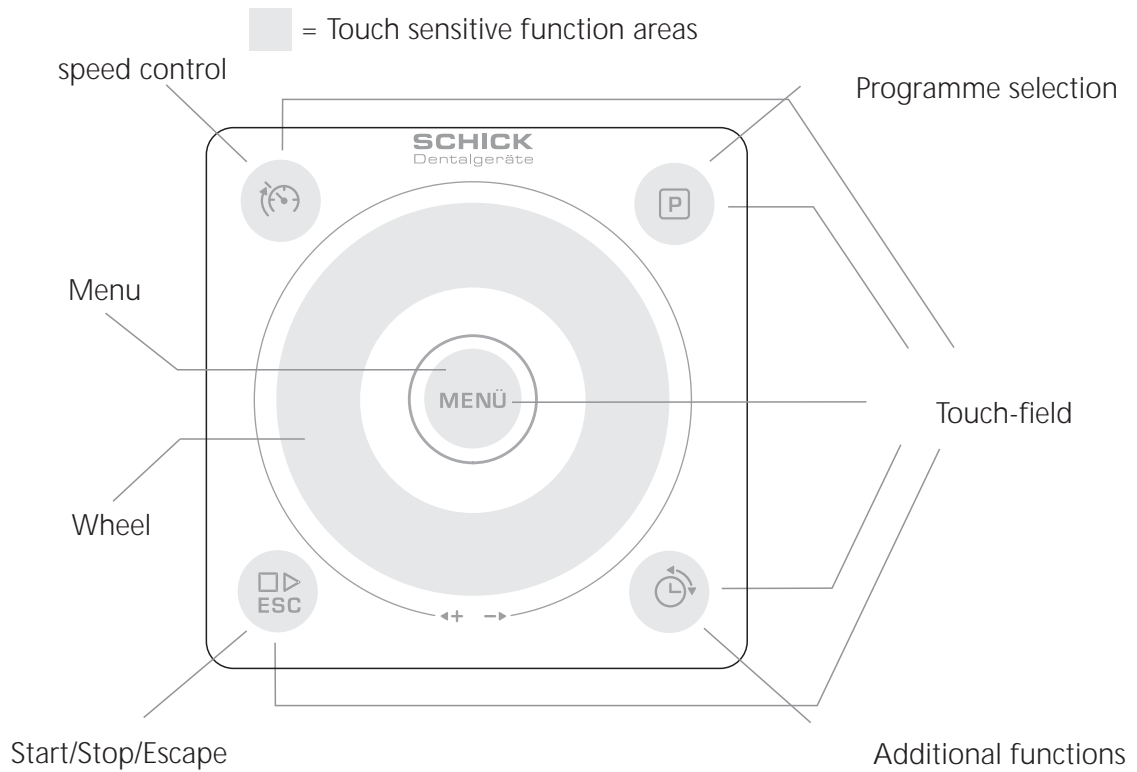 = Touch sensitive function areas
speed control
Programme selection
SCHICK
Dentalgeräte
P
Menu
MENÜ
Touch-field
Wheel
ESC
+ –
Start/Stop/Escape
Additional functions